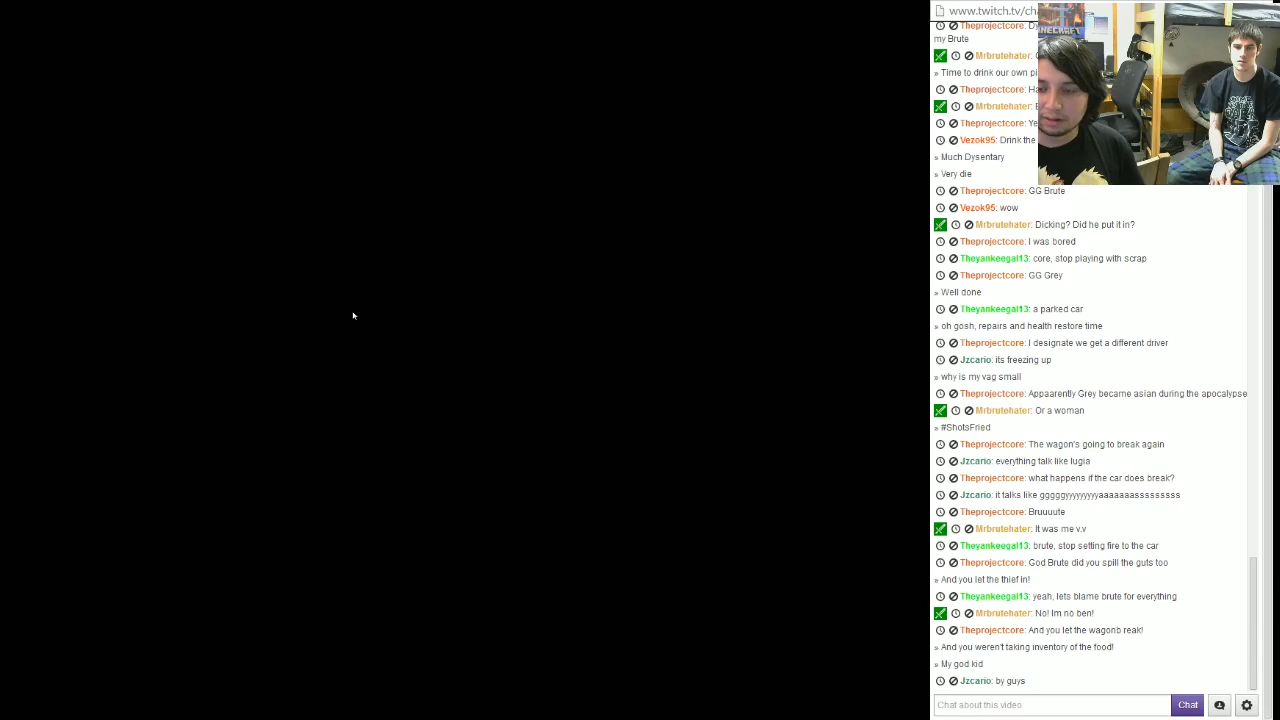 www.twitch.tv/ch
MINECRAFT
Theprojectcore:
my Brute
Mrbrutehater:
» Time to drink our own
Theprojectcore:
Mrbrutehater:
Theprojectcore:
Vezok95: Drink the
» Much Dysentary
» Very die
Theprojectcore: GG Brute
Vezok95: wow
Mrbrutehater: Dicking? Did he put it in?
Theprojectcore: I was bored
Theyankeegal13: core, stop playing with scrap
Theprojectcore: GG Grey
» Well done
Theyankeegal13: a parked car
» oh gosh, repairs and health restore time
Theprojectcore: I designate we get a different driver
Jzcario: its freezing up
» why is my vag small
Theprojectcore: Appaarently Grey became asian during the apocalypse
Mrbrutehater: Or a woman
» #ShotsFried
Theprojectcore: The wagon's going to break again
Jzcario: everything talk like lugia
Theprojectcore: what happens if the car does break?
Jzcario: it talks like gggggyyyyyyyyyaaaaaassssssss
Theprojectcore: Bruuuute
Mrbrutehater: It was me v.v
Theyankeegal13: brute, stop setting fire to the car
Theprojectcore: God Brute did you spill the guts too
» And you let the thief in!
Theyankeegal13: yeah, lets blame brute for everything
Mrbrutehater: No! Im no ben!
Theprojectcore: And you let the wagonb reak!
» And you weren't taking inventory of the food!
» My god kid
Jzcario: by guys
Chat about this video
Chat